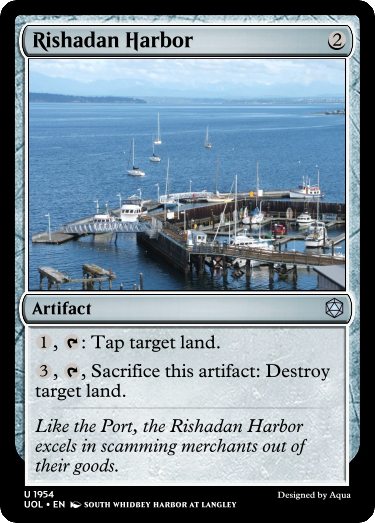 Rishadan Harbor 2
Artifact
1, : Tap target land.
3, , Sacrifice this artifact: Destroy
target land.
Like the Port, the Rishadan Harbor
excels in scamming merchants out of
their goods.
U 1954
UOL • EN SOUTH WHIDBEY HARBOR AT LANGLEY
Designed by Aqua